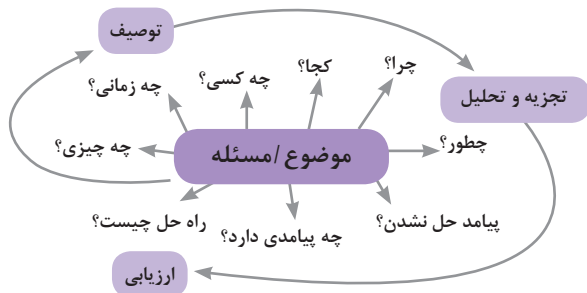 توصیف
چرا؟
کجا؟
چه کسی؟
چه زمانی؟
تجزیه و تحلیل
چطور؟
موضوع/مسئله
چه چیزی؟
پیامد حل نشدن؟
چه پیامدی دارد؟
راه حل چیست؟
ارزیابی